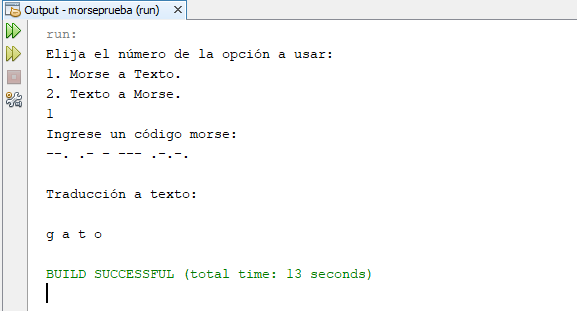 Output - morseprueba (run)
run:
Elija el número de la opción a usar:
1. Morse a Texto.
2. Texto a Morse.
1
Ingrese un código morse:
--. .- - --- .-.-.
Traducción a texto:
g a t o
BUILD SUCCESSFUL (total time: 13 seconds)